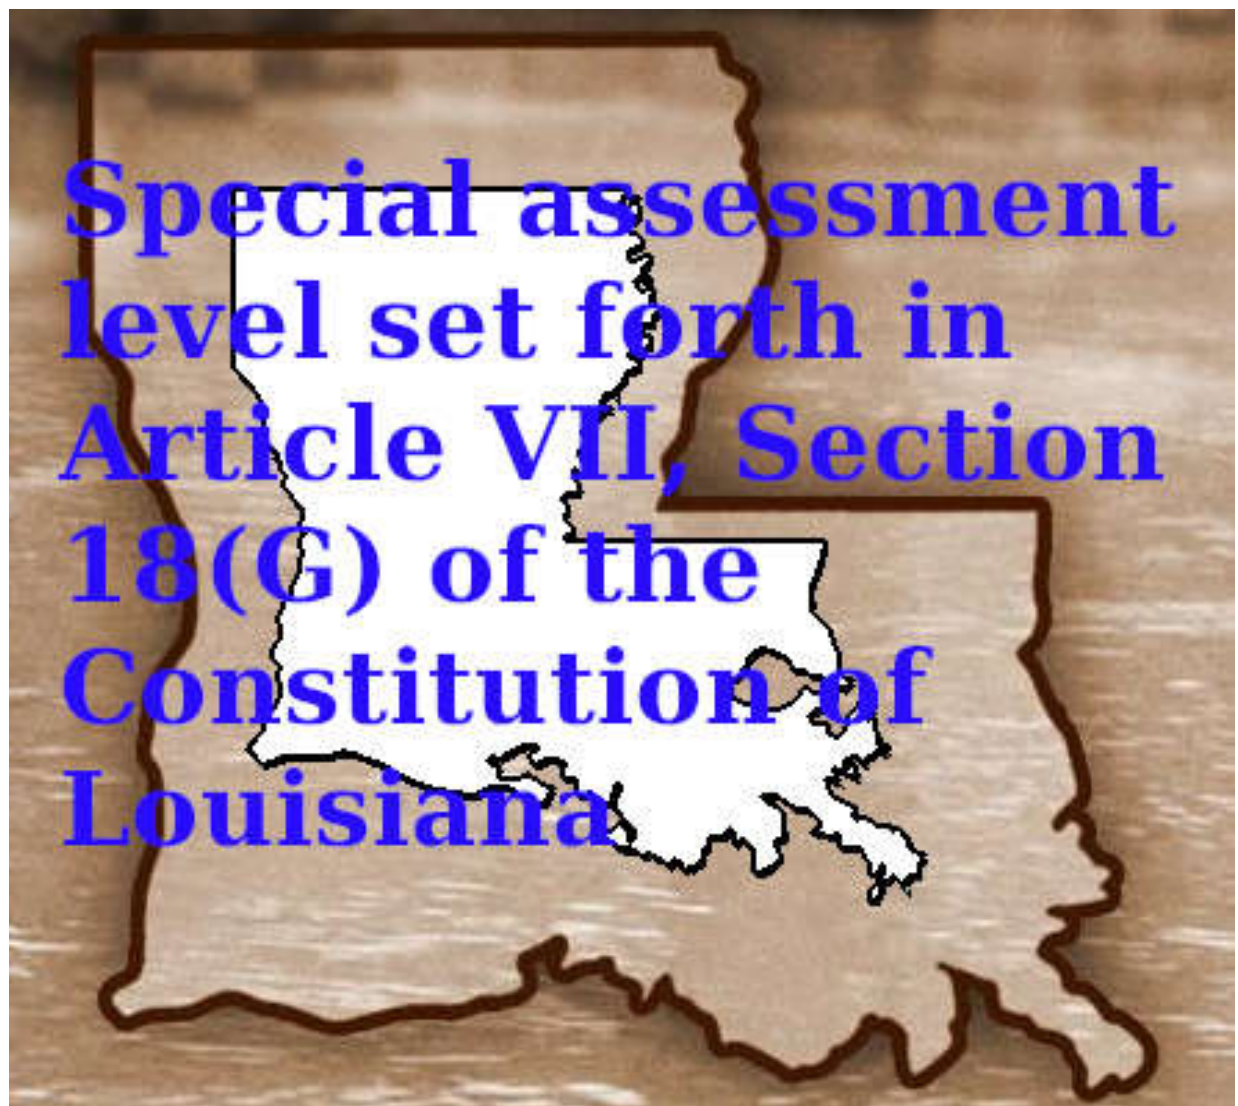 Special assessment
level set forth in
Article VII, Section
18(G) of the
Constitution of
Louisiana